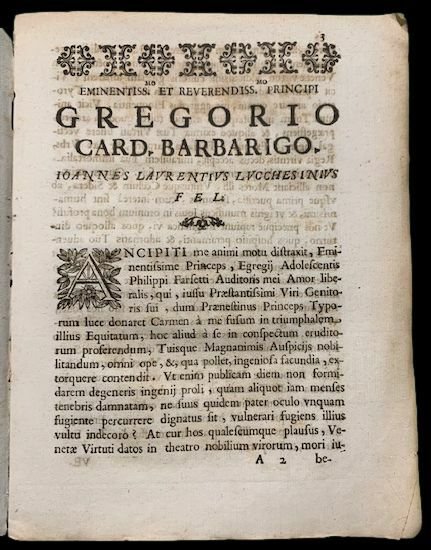 3
EMINENTISS.MO ET REVERENDISS.MO PRINCIPI
GREGORIO
CARD. BARBARIGO.
IOANNES LAVRENTIVS LVCCHESINIVS
F. E L.
ANCIPITI me animi motu distraxit, Emi-
nentissime Princeps, Egregij Adolescentis
Philippi Farsetti Auditoris mei Amor libe-
ralis; qui, iussu Præstantissimi Viri Genito-
ris sui, dum Prænestinus Princeps Typo-
rum luce donaret Carmen à me fusum in triumphalem
illius Equitatum, hoc aliud à se in conspectum erudito-
rum proferendum, Tuisque Magnanimis Auspicijs nobi-
litandum, omni ope, &, qua pollet, ingeniosa facundia, ex-
torquere contendit. Vt enim publicam diem non formi-
darem degeneris ingenij proli, quam aliquot iam menses
tenebris damnatam, ne suus quidem pater oculo vnquam
fugiente percurrere dignatus sit, vulnerari fugiens illius
vultu indecoro? At cur hos qualescumque plausus, Ve-
netæ Virtuti datos in theatro nobilium virorum, mori iu-
A 2 be-